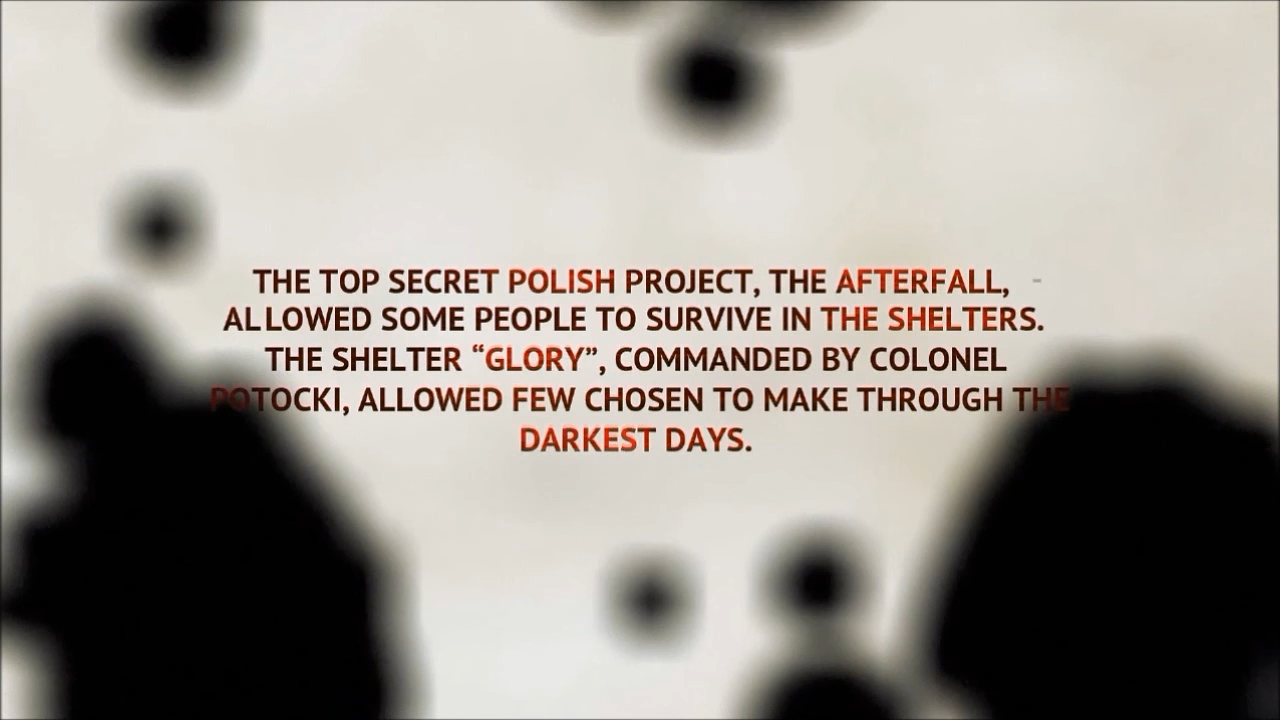 THE TOP SECRET POLISH PROJECT, THE AFTERFALL, -
ALLOWED SOME PEOPLE TO SURVIVE IN THE SHELTERS.
THE SHELTER “GLORY”, COMMANDED BY COLONEL
POTOCKI, ALLOWED FEW CHOSEN TO MAKE THROUGH THE
DARKEST DAYS.